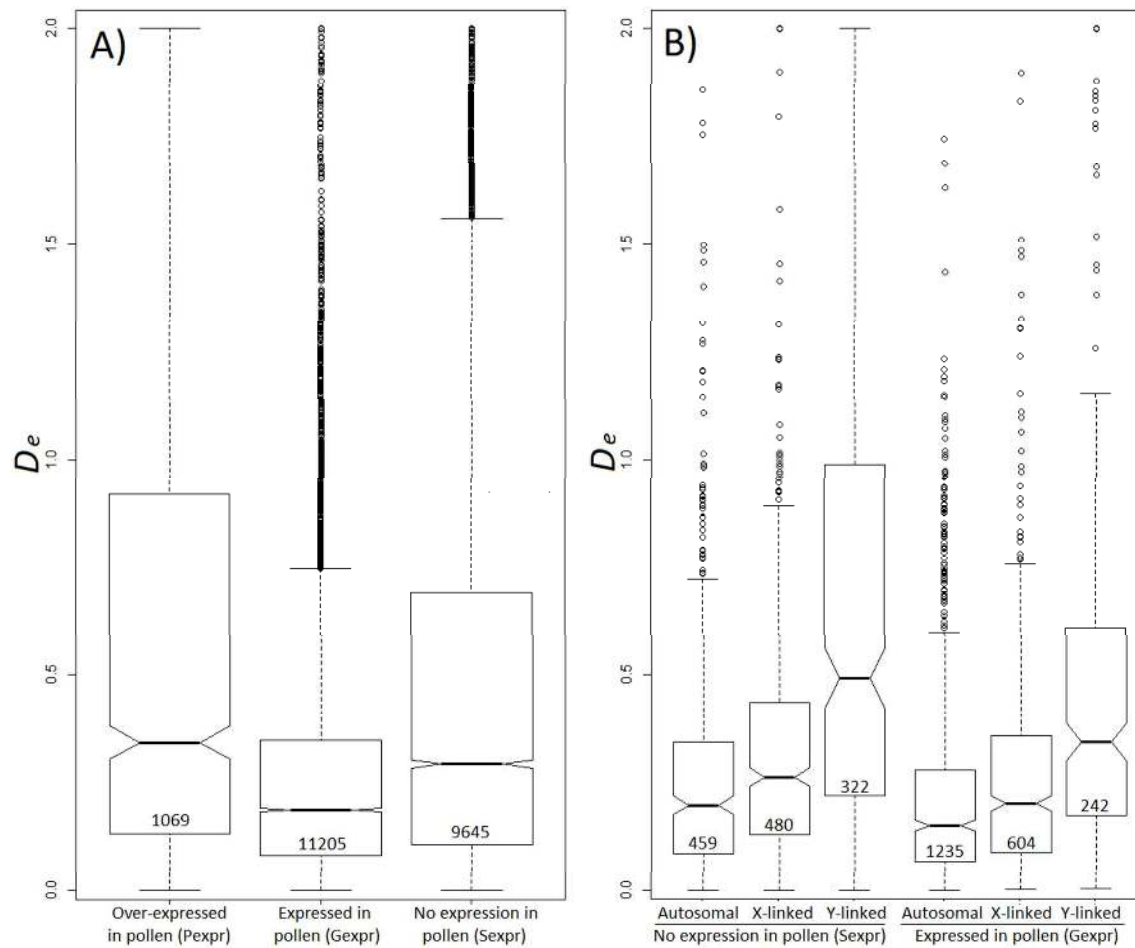 A)
De
2.0
1.5
1.0
0.5
0.0
1069
11205
9645
Over-expressed in pollen (Pexpr)
Expressed in pollen (Gexpr)
No expression in pollen (Sexpr)
B)
De
2.0
1.5
1.0
0.5
0.0
459
480
322
1235
604
242
Autosomal X-linked Y-linked Autosomal X-linked Y-linked
No expression in pollen (Sexpr) Expressed in pollen (Gexpr)